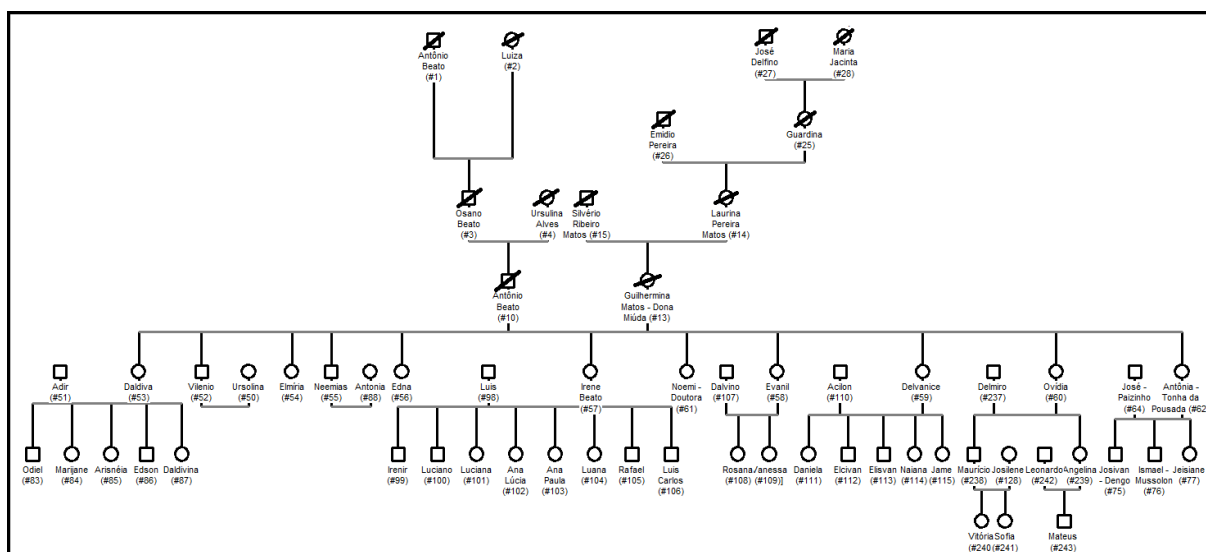 Antônio
Beato
(#1)
Luiza
(#2)
José
Delfino
(#27)
Maria
Jacinta
(#28)
Emidio
Pereira
(#26)
Guardina
(#25)
Osano
Beato
(#3)
Ursulina
Alves
(#4)
Silvério
Ribeiro
Matos (#15)
Laurina
Pereira
Matos (#14)
Antônio
Beato
(#10)
Guilhermina
Matos - Dona
Miúda (#13)
Adir
(#51)
Daldiva
(#53)
Vilenio
(#52)
Ursolina
(#50)
Elmíria
(#54)
Neemias
(#55)
Antonia
(#88)
Edna
(#56)
Luis
(#98)
Irene
Beato
(#57)
Noemi -
Doutora
(#61)
Dalvino
(#107)
Evanil
(#58)
Acilon
(#110)
Delvanice
(#59)
Delmiro
(#237)
Ovidia
(#60)
José -
Paizinho
(#64)
Antônia -
Tonha da
Pousada (#62
Odiel
(#83)
Marijane
(#84)
Arisnéia
(#85)
Edson
(#86)
Daldivina
(#87)
Irenir
(#99)
Luciano
(#100)
Luciana
(#101)
Ana
Lúcia
(#102)
Ana
Paula
(#103)
Luana
(#104)
Rafael
(#105)
Luis
Carlos
(#106)
Rosana
(#108)
/anessa
(#109)]
Daniela
(#111)
Elcivan
(#112)
Elisvan
(#113)
Naiana
(#114)
Jame
(#115)
Maurício
(#238)
Josilene
(#128)
Leonardo
(#242)
Angelina
(#239)
Josivan
- Dengo
(#75)
Ismael -
Mussolon
(#76)
Jeisiane
(#77)
Vitória
(#240
Sofia
(#241)
Mateus
(#243)